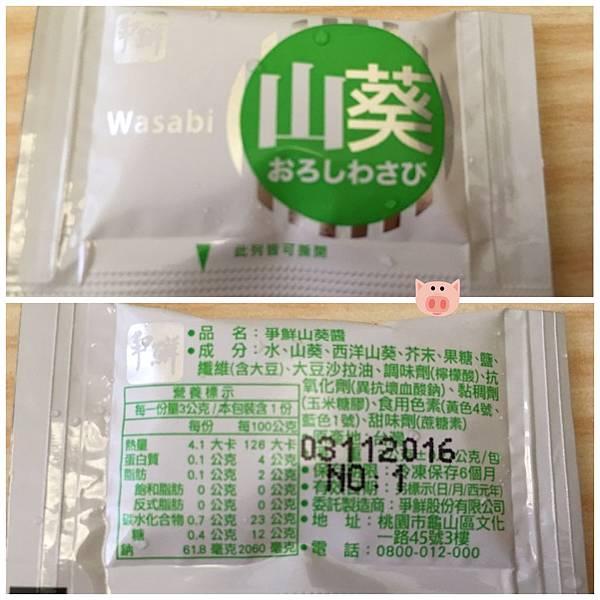 爭鮮
Wasabi
山葵
おろしわさび
此列皆可撕開
爭鮮
•品 名：爭鮮山葵醬
•成 分：水、山葵、西洋山葵、芥末、果糖、鹽、
纖維(含大豆)、大豆沙拉油、調味劑(檸檬酸)、抗
氧化劑(異抗壞血酸鈉)、黏稠劑
(玉米糖膠)、食用色素(黃色4號、
藍色1號)、甜味劑(蔗糖素)
03112016
公克/包
NO.1
冷凍保存6個月
標示(日/月/西元年)
•委託製造商：爭鮮股份有限公司
•地 址：桃園市龜山區文化
一路45號3樓
•電 話：0800-012-000
營養標示
每一份量3公克/本包裝含1份
每份 每100公克
熱量 4.1 大卡 126 大卡
蛋白質 0.1 公克 4 公克
脂肪 0.1 公克 2 公克
飽和脂肪 0 公克 0 公克
反式脂肪 0 公克 0 公克
碳水化合物 0.7 公克 23 公克
糖 0.4 公克 12 公克
鈉 61.8 毫克 2060 毫克